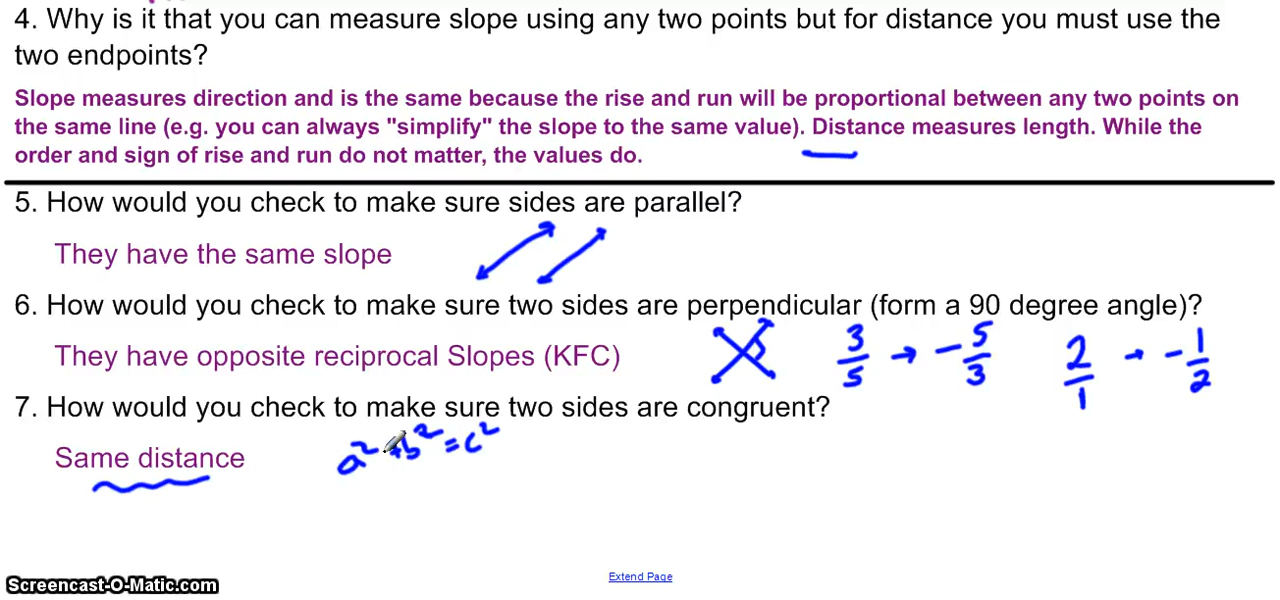 4. Why is it that you can measure slope using any two points but for distance you must use the
two endpoints?
Slope measures direction and is the same because the rise and run will be proportional between any two points on
the same line (e.g. you can always "simplify" the slope to the same value). Distance measures length. While the
order and sign of rise and run do not matter, the values do.
5. How would you check to make sure sides are parallel?
They have the same slope
6. How would you check to make sure two sides are perpendicular (form a 90 degree angle)?
They have opposite reciprocal Slopes (KFC) 3/5 → -5/3 2/1 → -1/2
7. How would you check to make sure two sides are congruent?
Same distance a²+b²=c²
Extend Page
Screencast-O-Matic.com